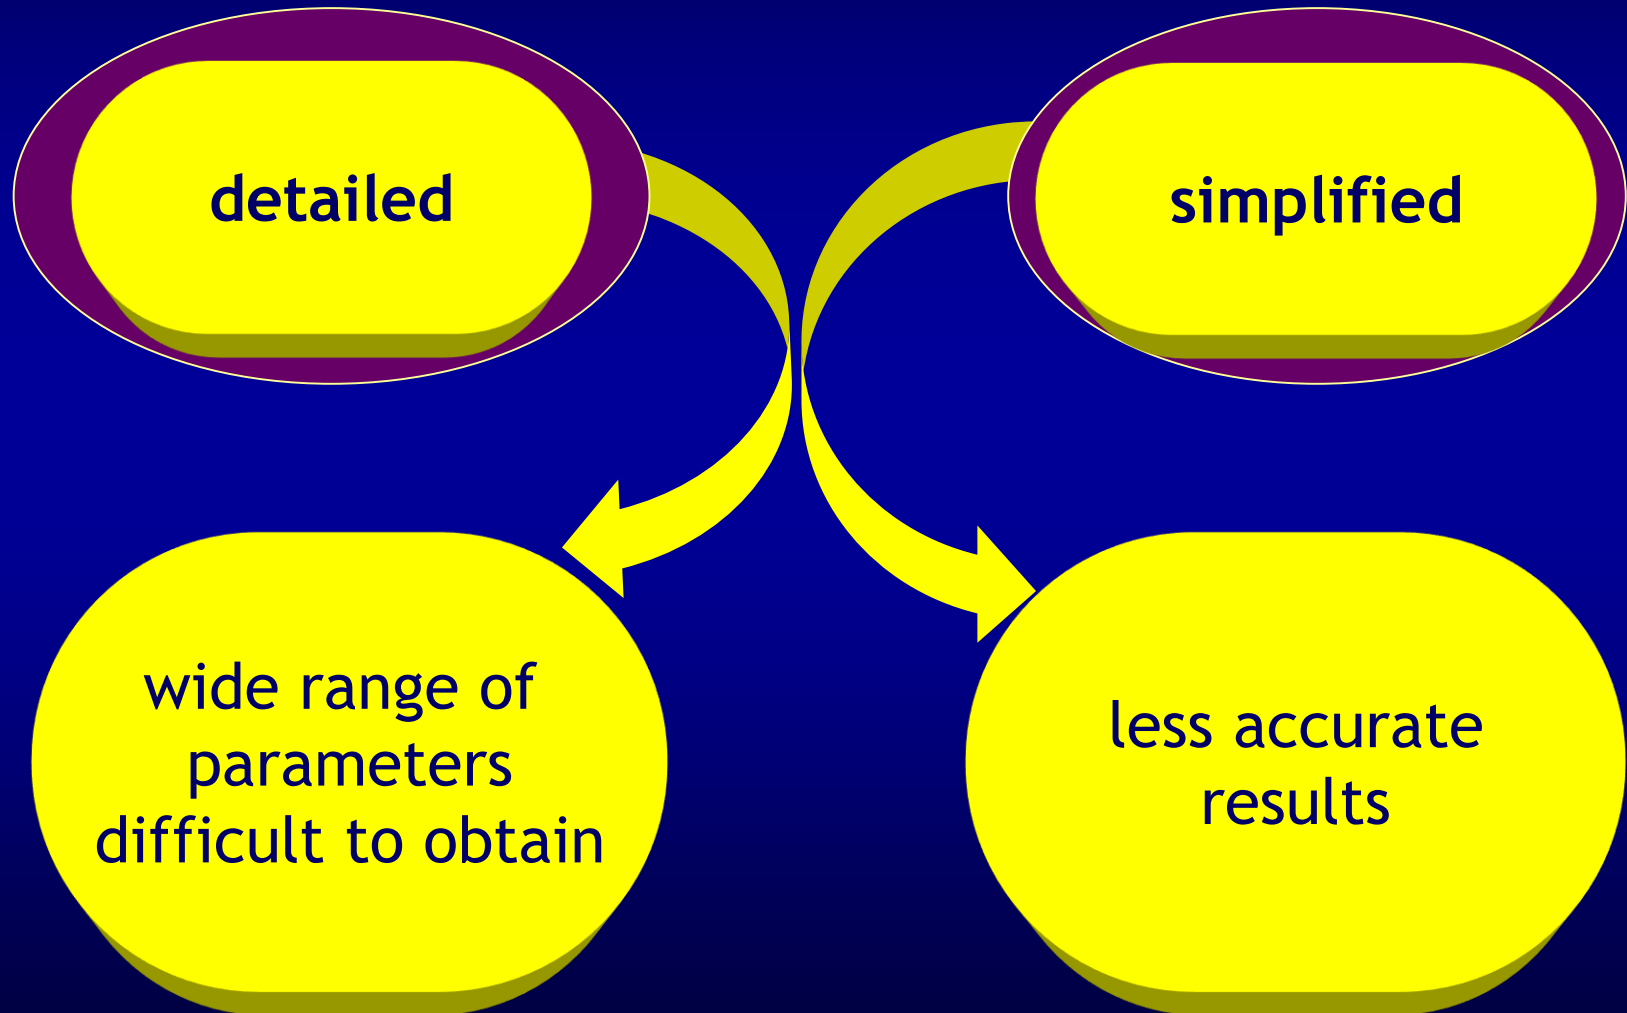 detailed
simplified
wide range of
parameters
difficult to obtain
less accurate
results